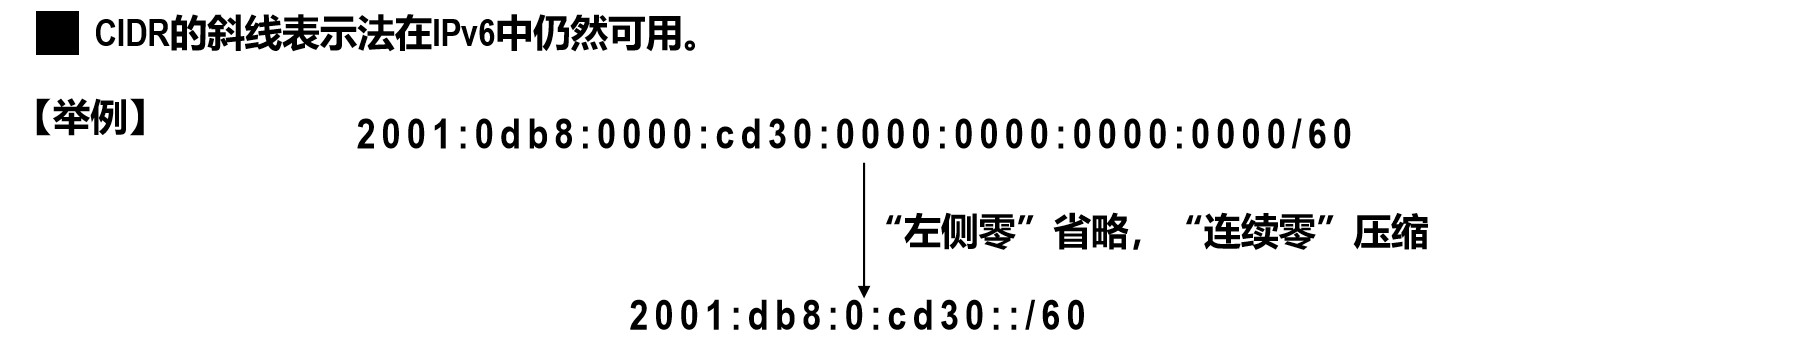 CIDR的斜线表示法在IPv6中仍然可用。
【举例】
2001:0db8:0000:cd30:0000:0000:0000:0000/60
“左侧零”省略，“连续零”压缩
2001:db8:0:cd30::/60